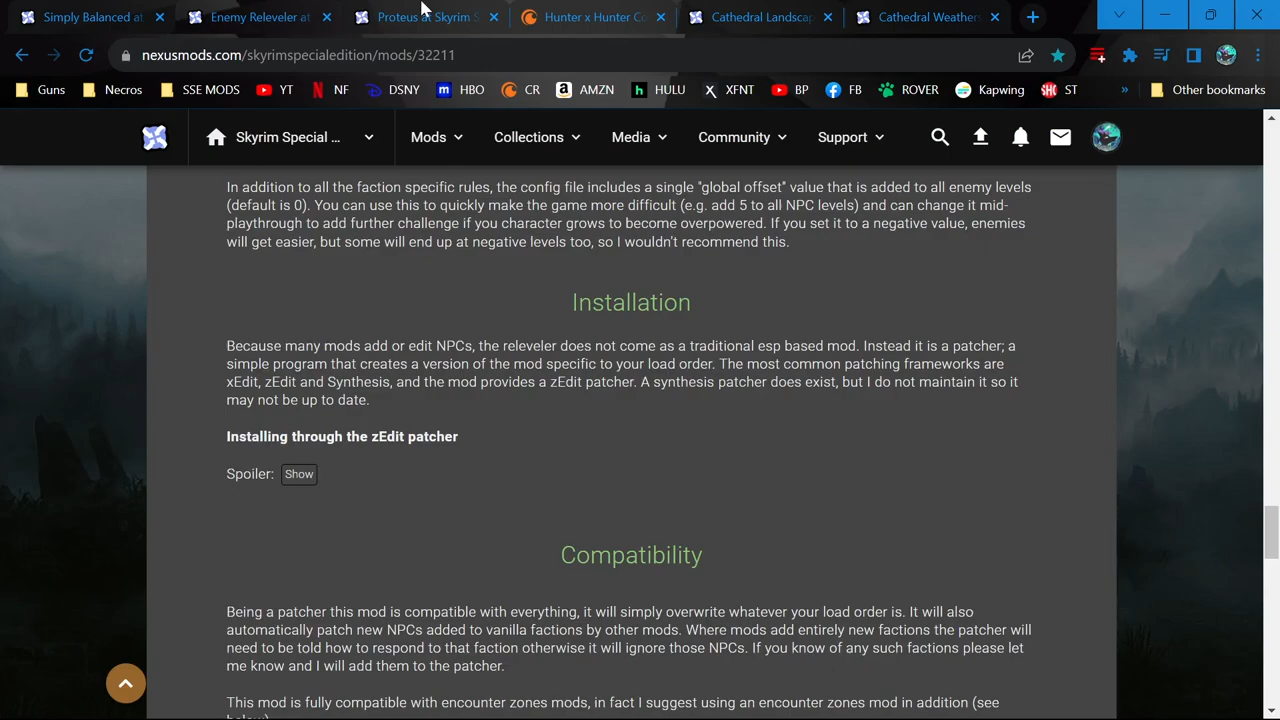 Simply Balanced at
Enemy Releveler at
Proteus at Skyrim S
Hunter x Hunter Co
Cathedral Landscap
Cathedral Weathers
nexusmods.com/skyrimspecialedition/mods/32211
Guns
Necros
SSE MODS
YT
NF
DSNY
HBO
CR
AMZN
HULU
XFNT
BP
FB
ROVER
Kapwing
ST
»
Other bookmarks
Skyrim Special ...
Mods
Collections
Media
Community
Support
In addition to all the faction specific rules, the config file includes a single "global offset" value that is added to all enemy levels
(default is 0). You can use this to quickly make the game more difficult (e.g. add 5 to all NPC levels) and can change it mid-
playthrough to add further challenge if you character grows to become overpowered. If you set it to a negative value, enemies
will get easier, but some will end up at negative levels too, so I wouldn't recommend this.
Installation
Because many mods add or edit NPCs, the releveler does not come as a traditional esp based mod. Instead it is a patcher; a
simple program that creates a version of the mod specific to your load order. The most common patching frameworks are
xEdit, zEdit and Synthesis, and the mod provides a zEdit patcher. A synthesis patcher does exist, but I do not maintain it so it
may not be up to date.
Installing through the zEdit patcher
Spoiler: Show
Compatibility
Being a patcher this mod is compatible with everything, it will simply overwrite whatever your load order is. It will also
automatically patch new NPCs added to vanilla factions by other mods. Where mods add entirely new factions the patcher will
need to be told how to respond to that faction otherwise it will ignore those NPCs. If you know of any such factions please let
me know and I will add them to the patcher.
This mod is fully compatible with encounter zones mods, in fact I suggest using an encounter zones mod in addition (see
below)